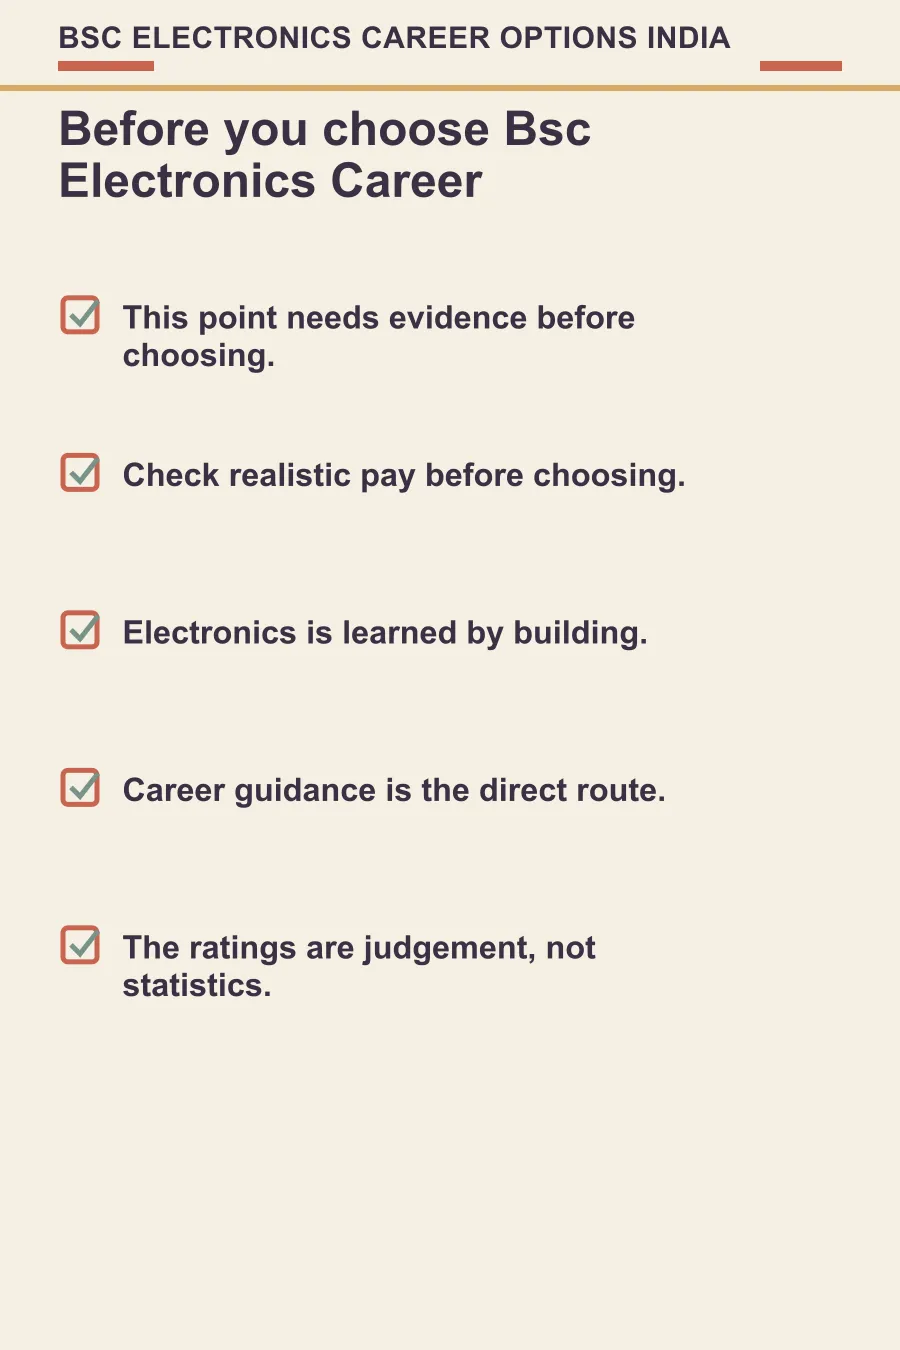 BSC ELECTRONICS CAREER OPTIONS INDIA
Before you choose Bsc
Electronics Career
This point needs evidence before
choosing.
Check realistic pay before choosing.
Electronics is learned by building.
Career guidance is the direct route.
The ratings are judgement, not
statistics.